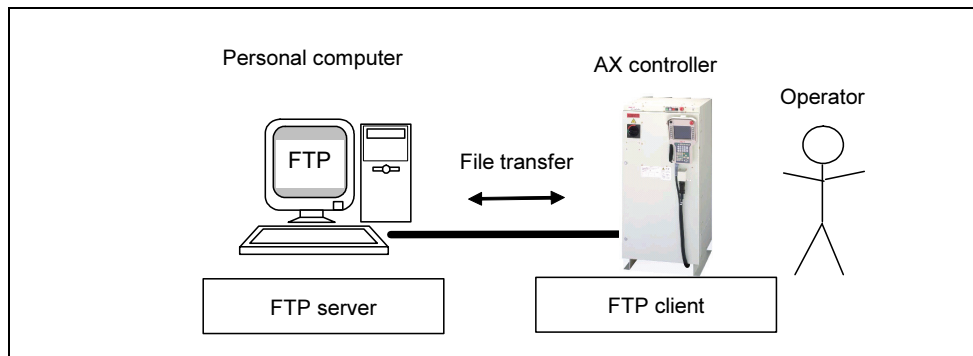 Personal computer
AX controller
Operator
FTP
File transfer
FTP server
FTP client